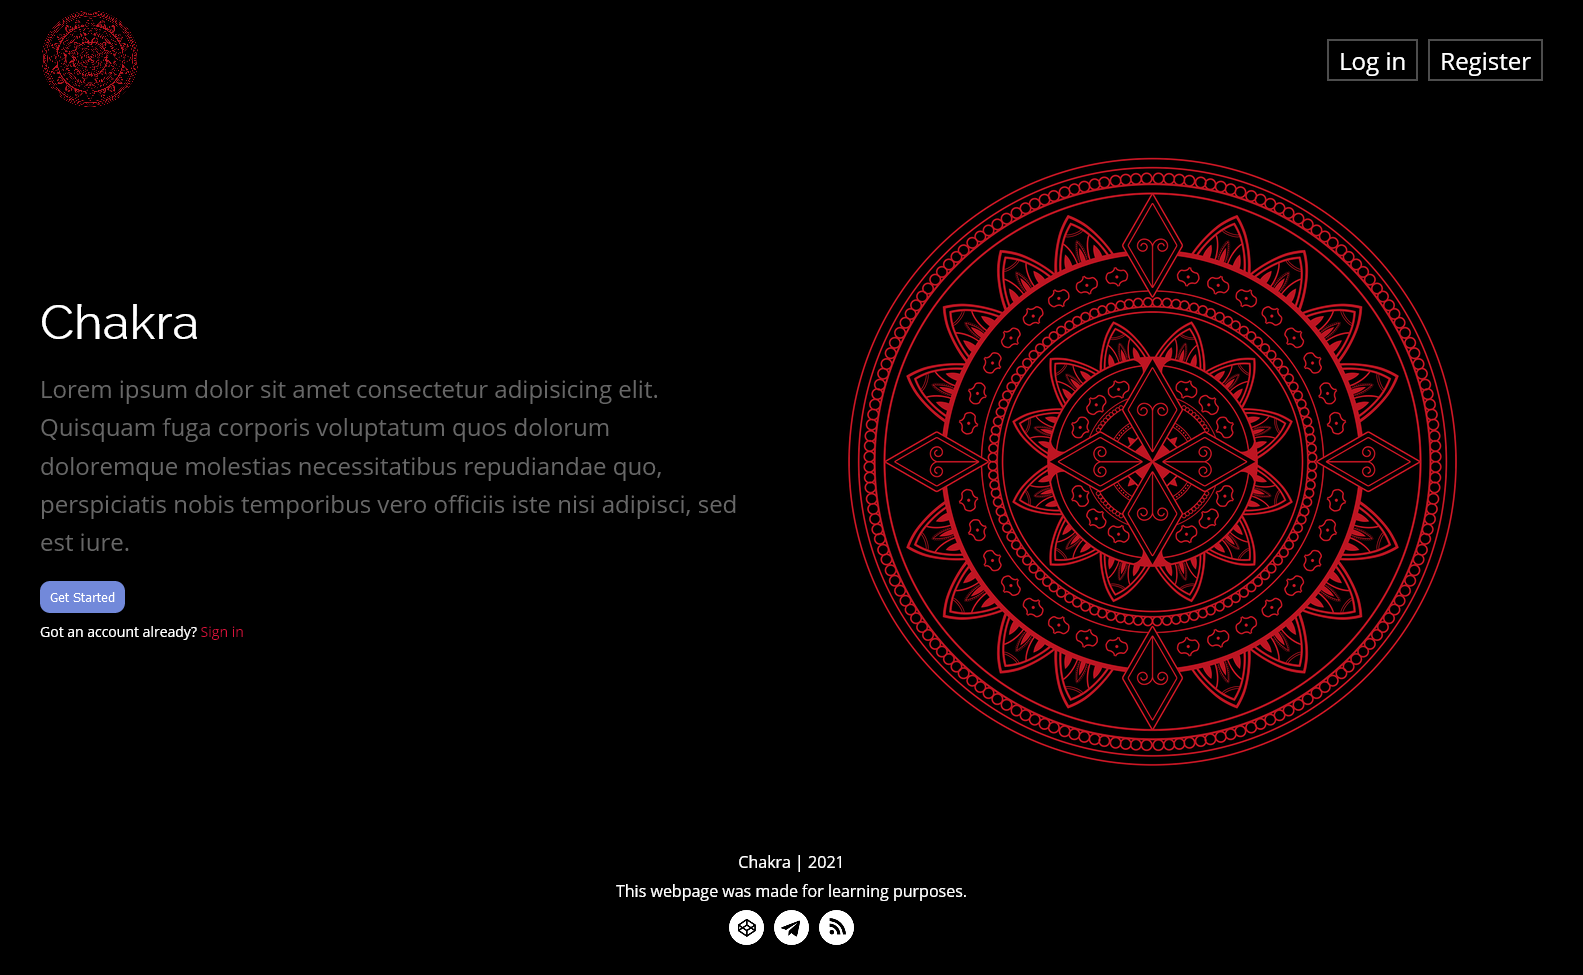 Log in
Register
Chakra
Lorem ipsum dolor sit amet consectetur adipisicing elit.
Quisquam fuga corporis voluptatum quos dolorum
doloremque molestias necessitatibus repudiandae quo,
perspiciatis nobis temporibus vero officiis iste nisi adipisci, sed
est iure.
Get Started
Got an account already? Sign in
Chakra | 2021
This webpage was made for learning purposes.